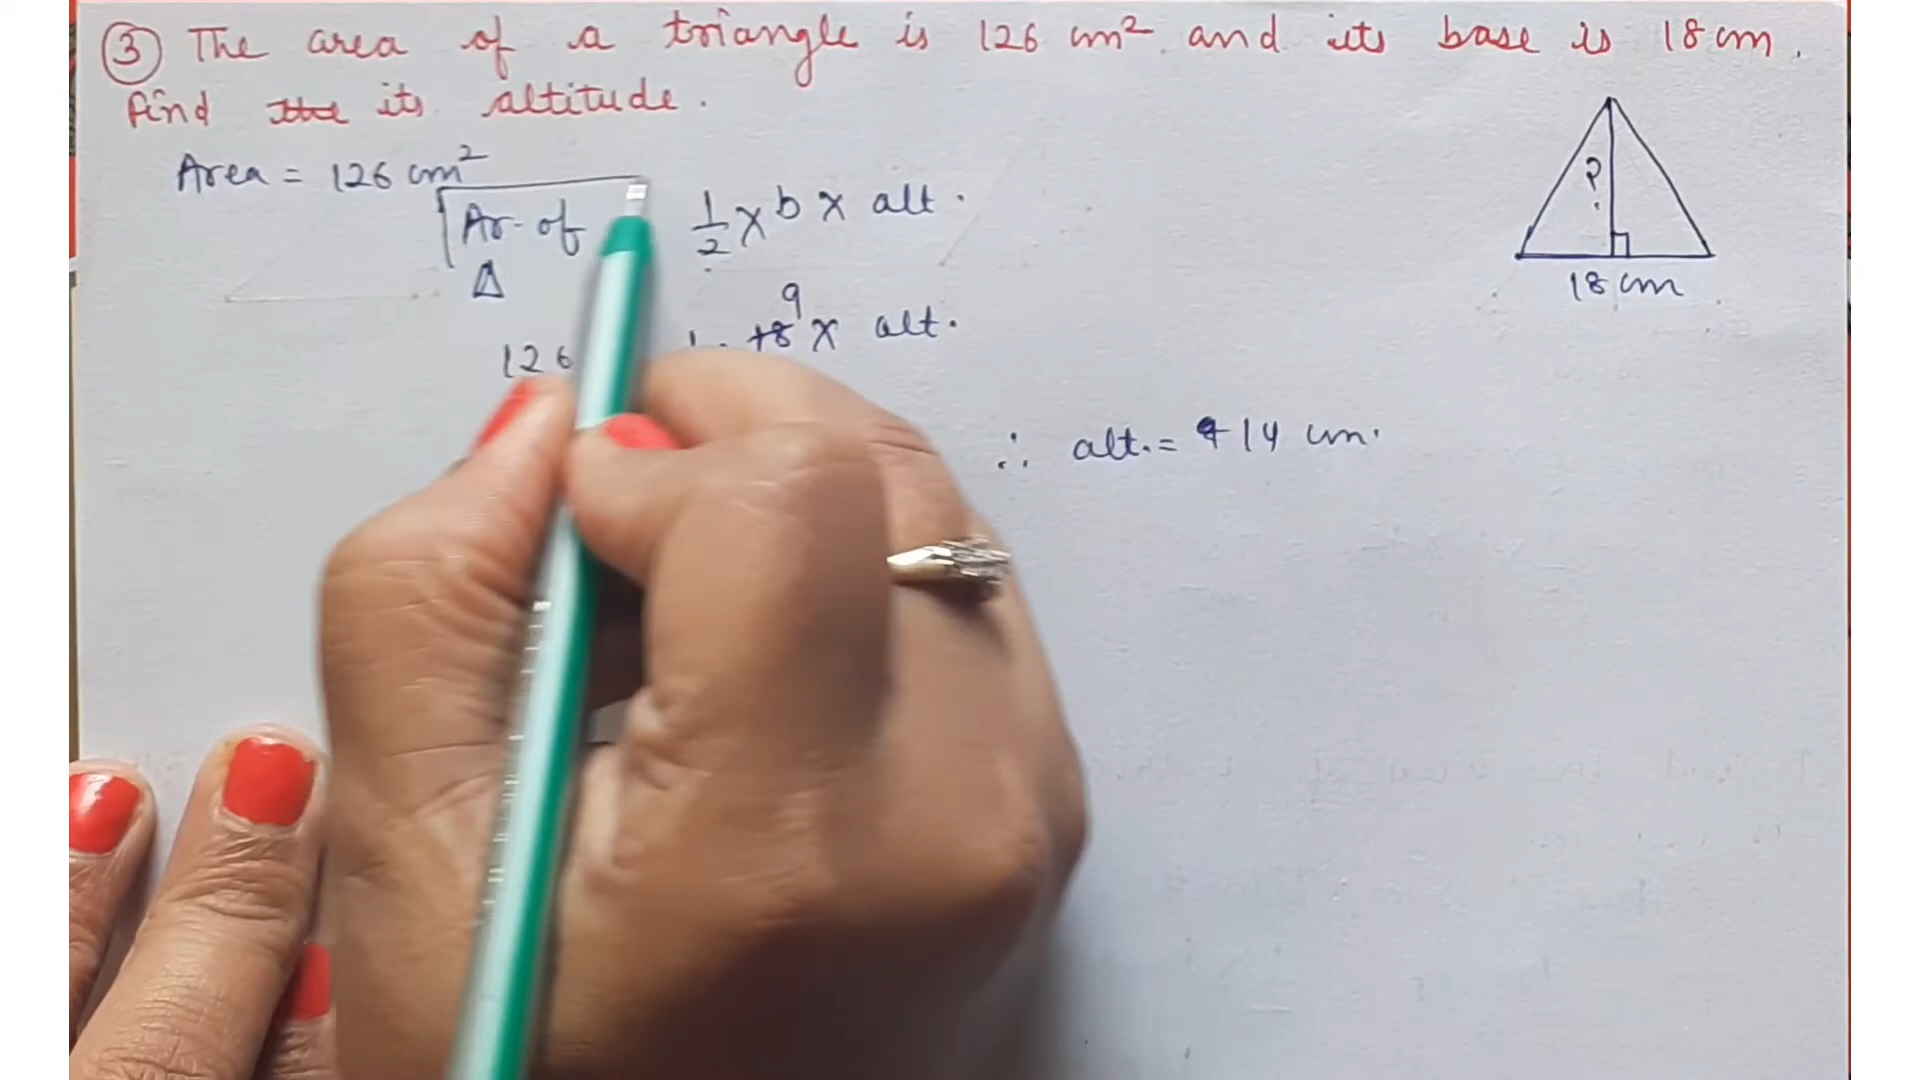 ③ The area of a triangle is 126 cm² and its base is 18 cm.
Find the its altitude.
Area = 126 cm²
Ar. of Δ 1/2 x b x alt.
9
126 18 x alt.
∴ alt. = 9 14 cm.
?
18 cm